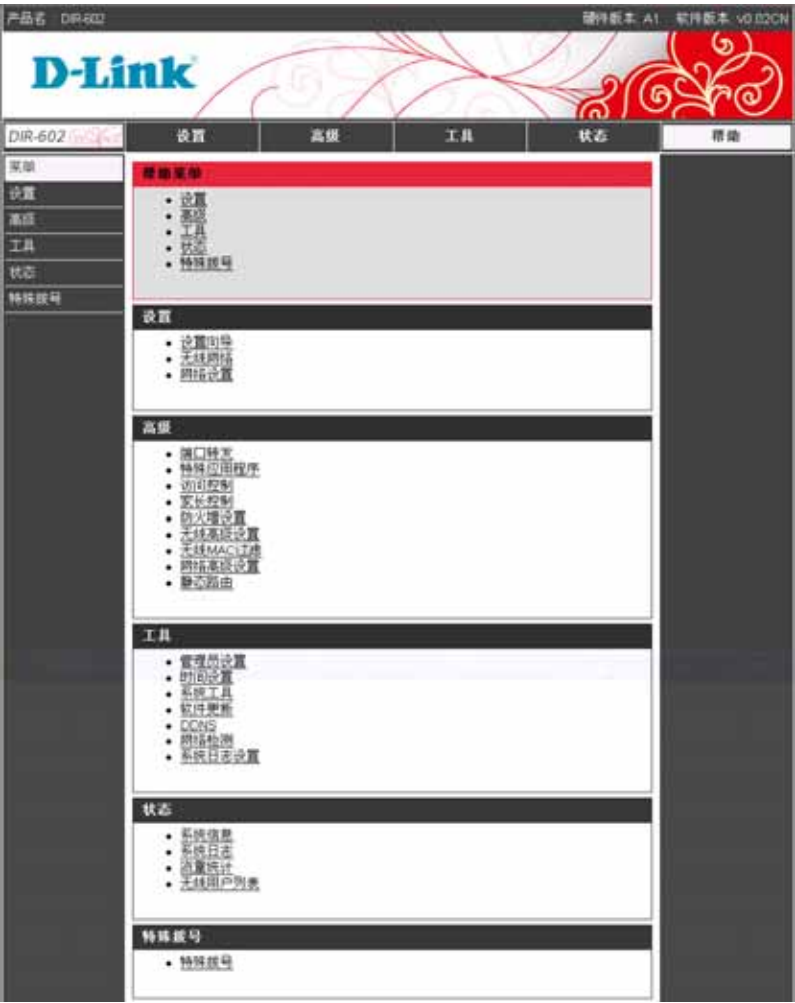 产品名 DIR-602 硬件版本 A1 软件版本 v0.02CN
D-Link
DIR-602 设置 高级 工具 状态 帮助
菜单
设置
高级
工具
状态
特殊拨号
帮助菜单
设置
高级
工具
状态
特殊拨号
设置
设置向导
无线网络
网络设置
高级
端口转发
特殊应用程序
访问控制
家长控制
防火墙设置
无线高级设置
无线MAC过滤
网络高级设置
静态路由
工具
管理员设置
时间设置
系统工具
软件更新
DDNS
网络检测
系统日志设置
状态
系统信息
系统日志
流量统计
无线用户列表
特殊拨号
特殊拨号